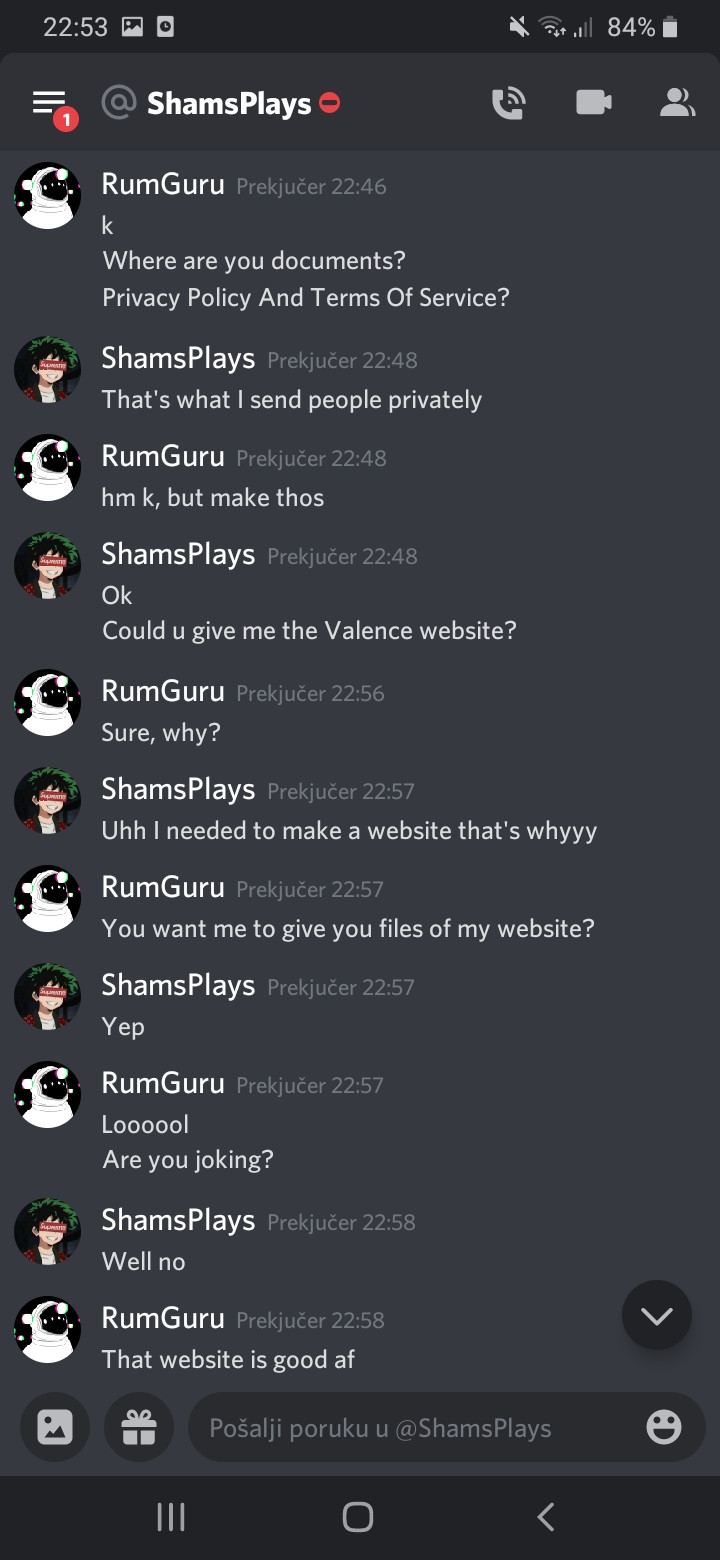 22:53 84%
1 ShamsPlays
RumGuru Prekjučer 22:46
k
Where are you documents?
Privacy Policy And Terms Of Service?
ShamsPlays Prekjučer 22:48
That's what I send people privately
RumGuru Prekjučer 22:48
hm k, but make thos
ShamsPlays Prekjučer 22:48
Ok
Could u give me the Valence website?
RumGuru Prekjučer 22:56
Sure, why?
ShamsPlays Prekjučer 22:57
Uhh I needed to make a website that's whyyy
RumGuru Prekjučer 22:57
You want me to give you files of my website?
ShamsPlays Prekjučer 22:57
Yep
RumGuru Prekjučer 22:57
Loooool
Are you joking?
ShamsPlays Prekjučer 22:58
Well no
RumGuru Prekjučer 22:58
That website is good af
Pošalji poruku u @ShamsPlays